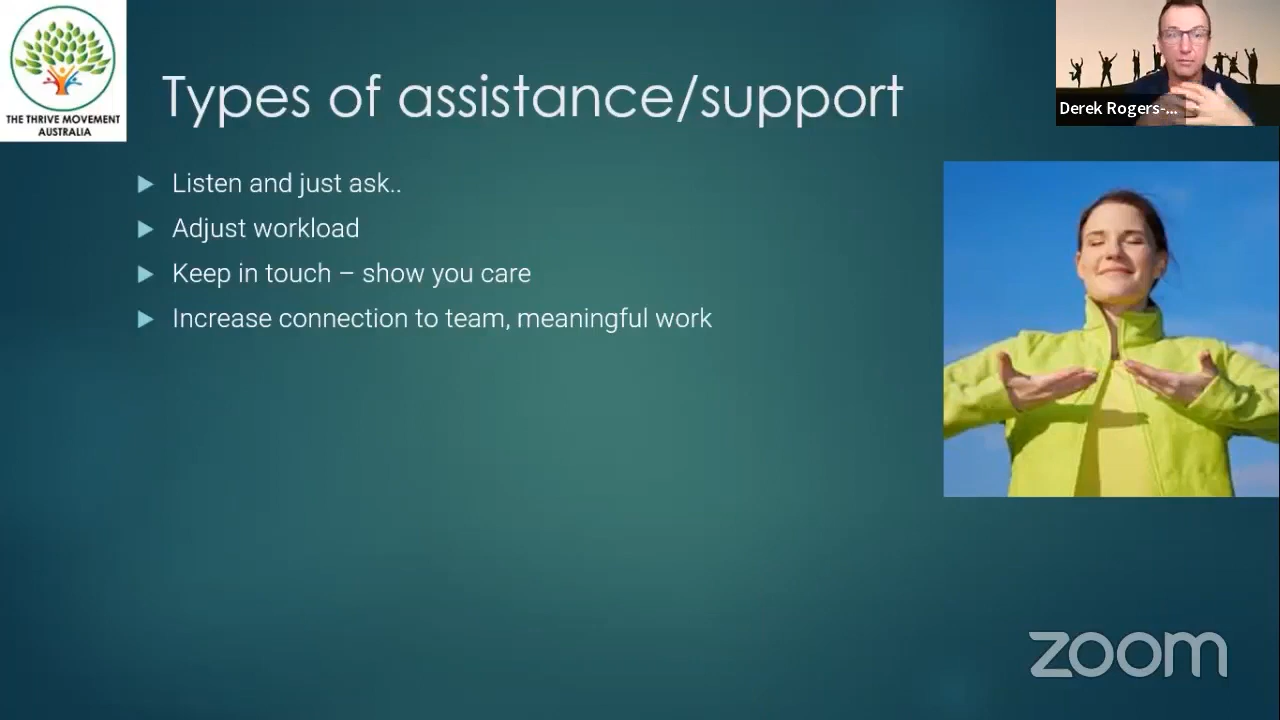 THE THRIVE MOVEMENT
AUSTRALIA
Types of assistance/support
Derek Rogers-...
Listen and just ask..
Adjust workload
Keep in touch – show you care
Increase connection to team, meaningful work
zoom